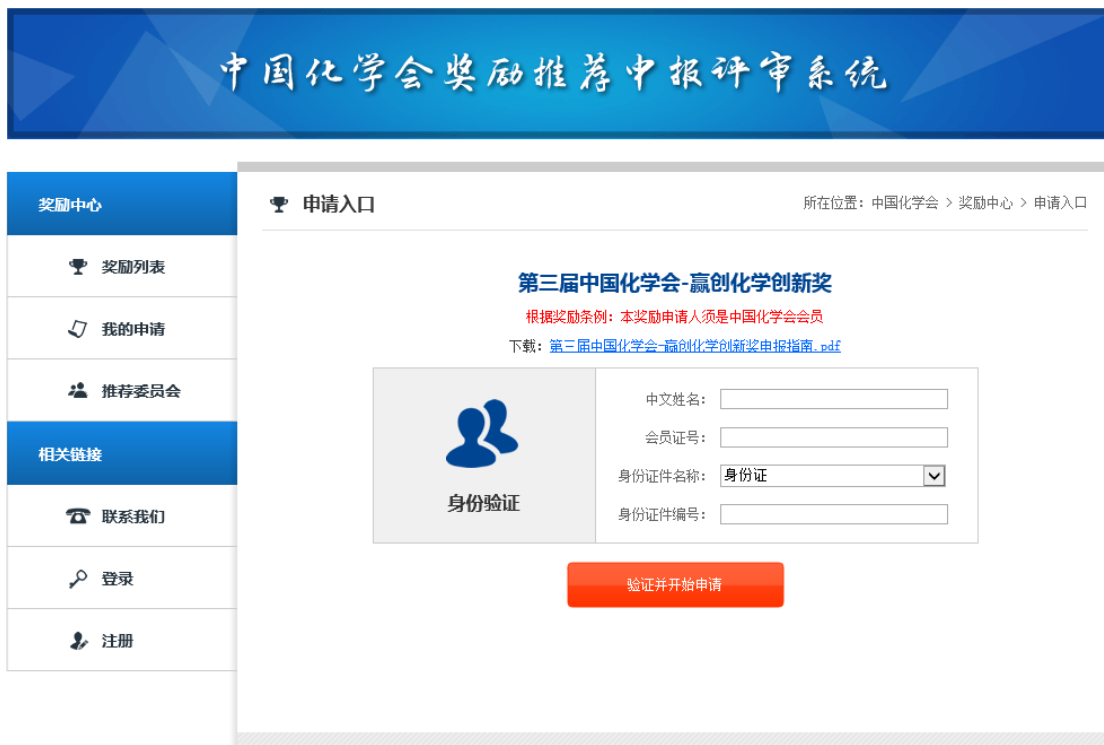 中国化学会奖励推荐申报评审系统
奖励中心
奖励列表
我的申请
推荐委员会
相关链接
联系我们
登录
注册
申请入口
所在位置：中国化学会 > 奖励中心 > 申请入口
第三届中国化学会-赢创化学创新奖
根据奖励条例：本奖励申请人须是中国化学会会员
下载：第三届中国化学会-赢创化学创新奖申报指南.pdf
身份验证
中文姓名：
会员证号：
身份证件名称：身份证
身份证件编号：
验证并开始申请